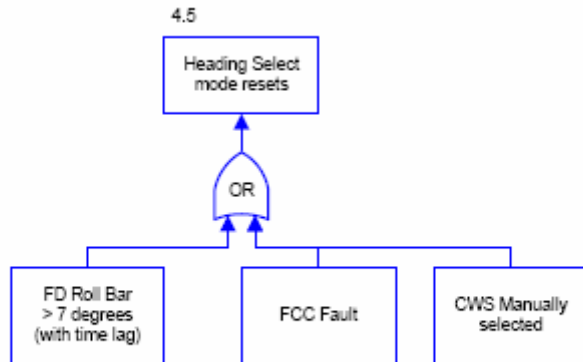 4.5
Heading Select
mode resets
OR
FD Roll Bar
> 7 degrees
(with time lag)
FCC Fault
CWS Manually
selected